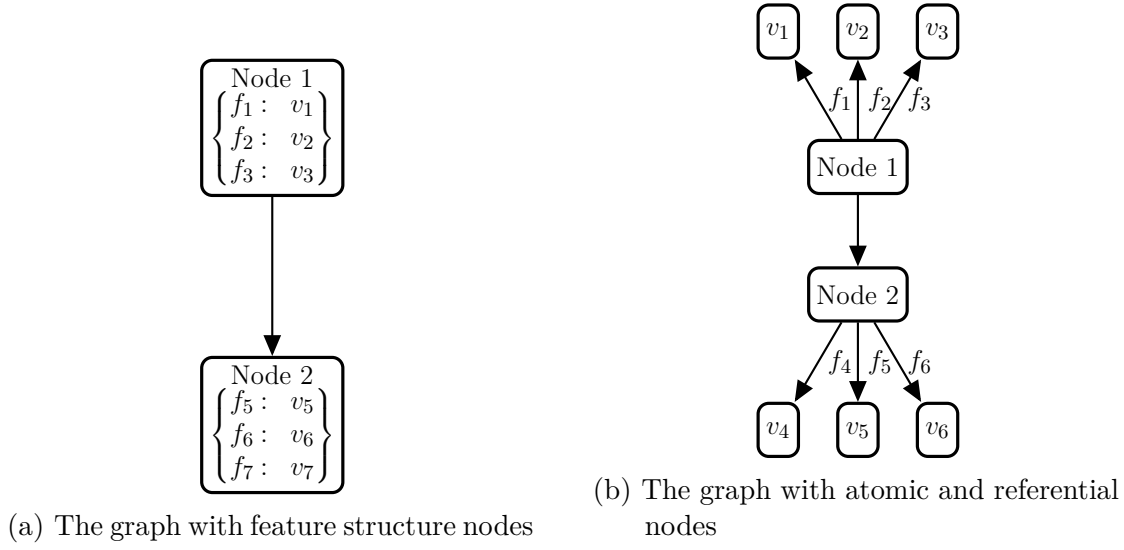 Node 1
f₁ : v₁
f₂ : v₂
f₃ : v₃
Node 2
f₅ : v₅
f₆ : v₆
f₇ : v₇
(a) The graph with feature structure nodes
v₁ v₂ v₃
f₁ f₂ f₃
Node 1
Node 2
f₄ f₅ f₆
v₄ v₅ v₆
(b) The graph with atomic and referential
nodes